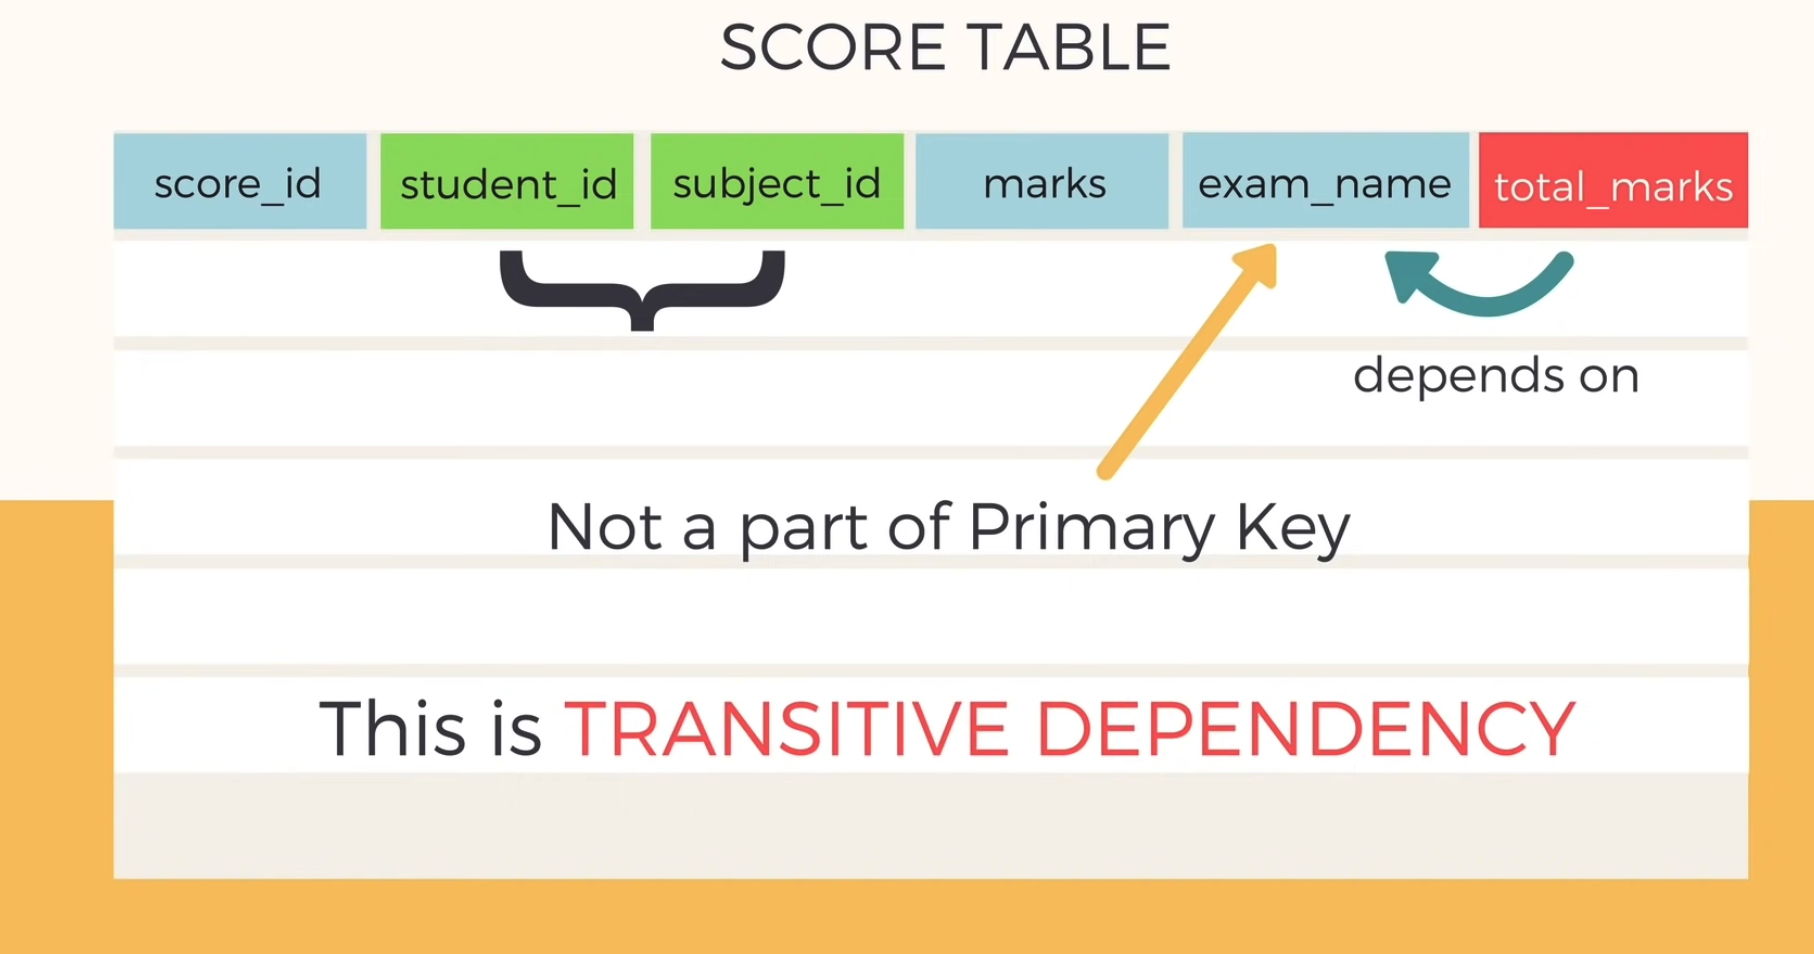 SCORE TABLE
score_id student_id subject_id marks exam_name total_marks
depends on
Not a part of Primary Key
This is TRANSITIVE DEPENDENCY